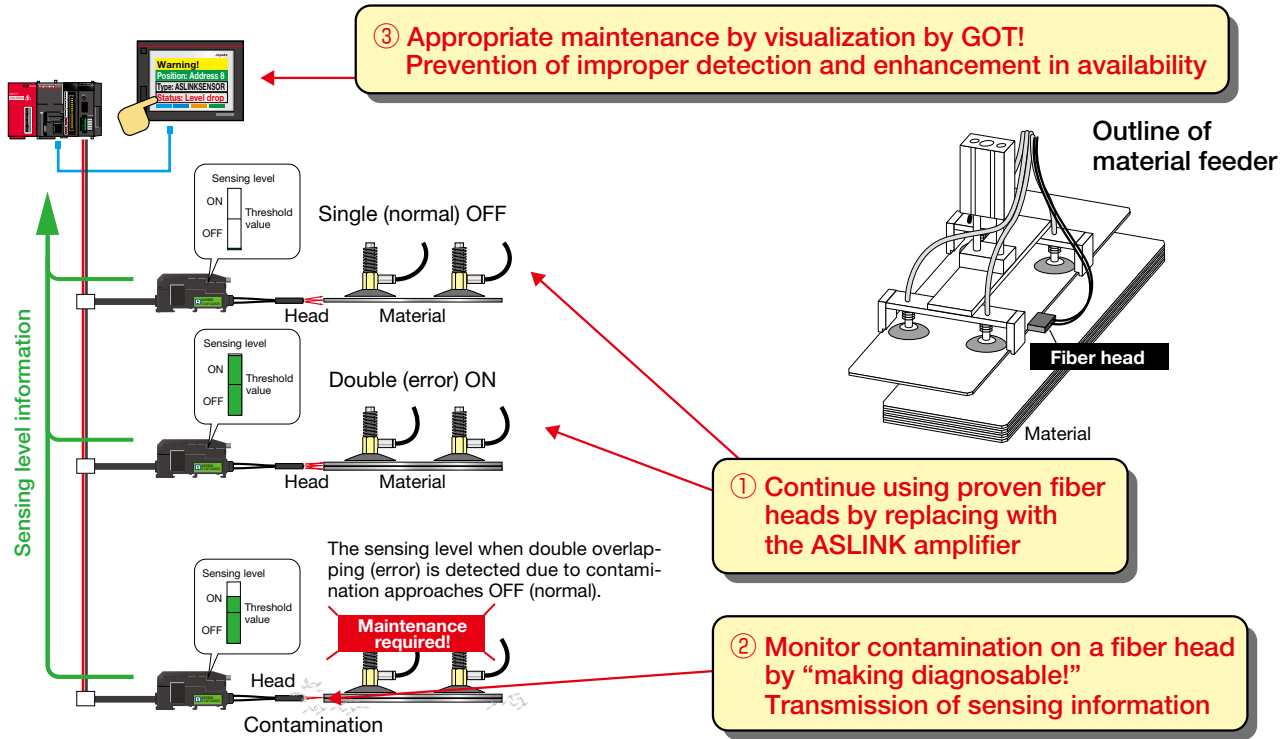 ③ Appropriate maintenance by visualization by GOT!
Prevention of improper detection and enhancement in availability
Warning!
Position: Address 8
Type: ASLINKSENSOR
Status: Level drop
Outline of
material feeder
Fiber head
Material
Sensing level information
Sensing level
ON
OFF
Threshold
value
Single (normal) OFF
Head
Material
Sensing level
ON
OFF
Threshold
value
Double (error) ON
Head
Material
① Continue using proven fiber
heads by replacing with
the ASLINK amplifier
The sensing level when double overlap-
ping (error) is detected due to contami-
nation approaches OFF (normal).
Sensing level
ON
OFF
Threshold
value
Maintenance
required!
Head
Contamination
② Monitor contamination on a fiber head
by “making diagnosable!”
Transmission of sensing information